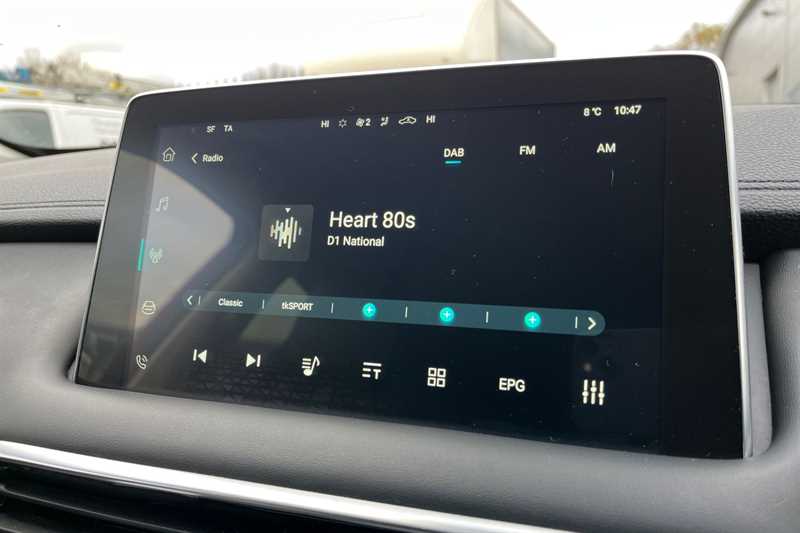 SF TA HI 2 HI 8°C 10:47
Radio DAB FM AM
Heart 80s
D1 National
Classic tkSPORT
EPG